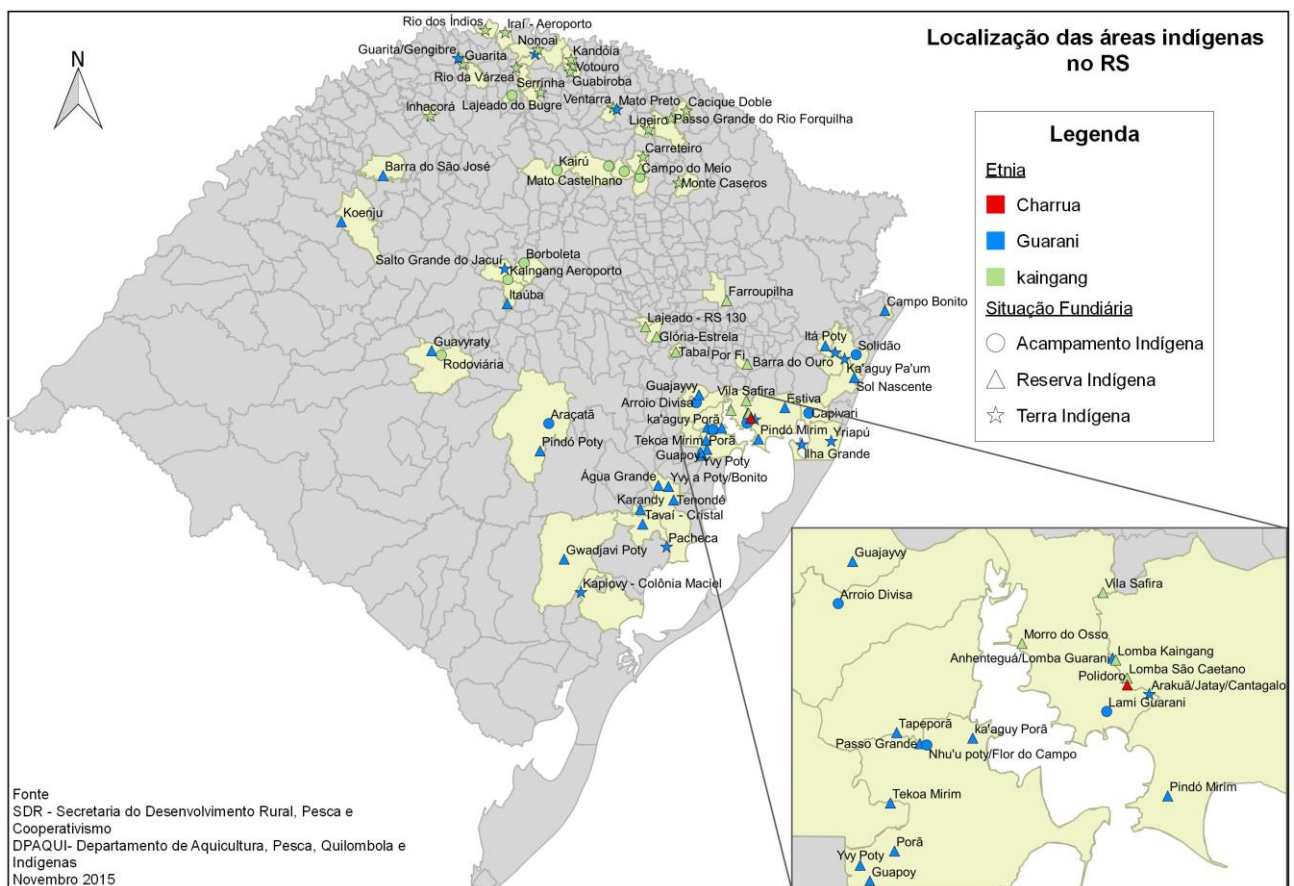 Localização das áreas indígenas
no RS
N
Legenda
Etnia
Charrua
Guarani
kaingang
Situação Fundiária
Acampamento Indígena
Reserva Indígena
Terra Indígena
Rio dos Índios
Iraí - Aeroporto
Nonoai
Guarita/Gengibre
Guarita
Kandóia
Votouro
Rio da Várzea
Serrinha
Guabiroba
Inhacorá
Lajeado do Bugre
Ventarra
Mato Preto
Cacique Doble
Ligeiro
Passo Grande do Rio Forquilha
Carreteiro
Barra do São José
Kairú
Campo do Meio
Mato Castelhano
Monte Caseros
Koenju
Salto Grande do Jacuí
Borboleta
Kaingang Aeroporto
Itaúba
Farroupilha
Campo Bonito
Lajeado - RS 130
Glória-Estrela
Itá Poty
Solidão
Guavyraty
Rodoviária
Tabaí
Por Fi
Barra do Ouro
Ka'aguy Pa'um
Sol Nascente
Guajayvy
Vila Safira
Arroio Divisa
Estiva
Araçatã
ka'aguy Porã
Capivari
Pindó Poty
Tekoa Mirim
Porã
Pindó Mirim
Yriapú
Guapoy
Yvy Poty
Ilha Grande
Água Grande
Yvy a Poty/Bonito
Karandy
Tenondé
Tavaí - Cristal
Pacheca
Gwadjavi Poty
Kapiovy - Colônia Maciel
Guajayvy
Arroio Divisa
Vila Safira
Morro do Osso
Lomba Kaingang
Anhenteguá/Lomba Guarani
Lomba São Caetano
Polidoro
Arakuã/Jatay/Cantagalo
Lami Guarani
Tapeporã
ka'aguy Porã
Passo Grande
Nhu'u poty/Flor do Campo
Tekoa Mirim
Pindó Mirim
Porã
Yvy Poty
Guapoy
Fonte
SDR - Secretaria do Desenvolvimento Rural, Pesca e
Cooperativismo
DPAQUI- Departamento de Aquicultura, Pesca, Quilombola e
Indígenas
Novembro 2015